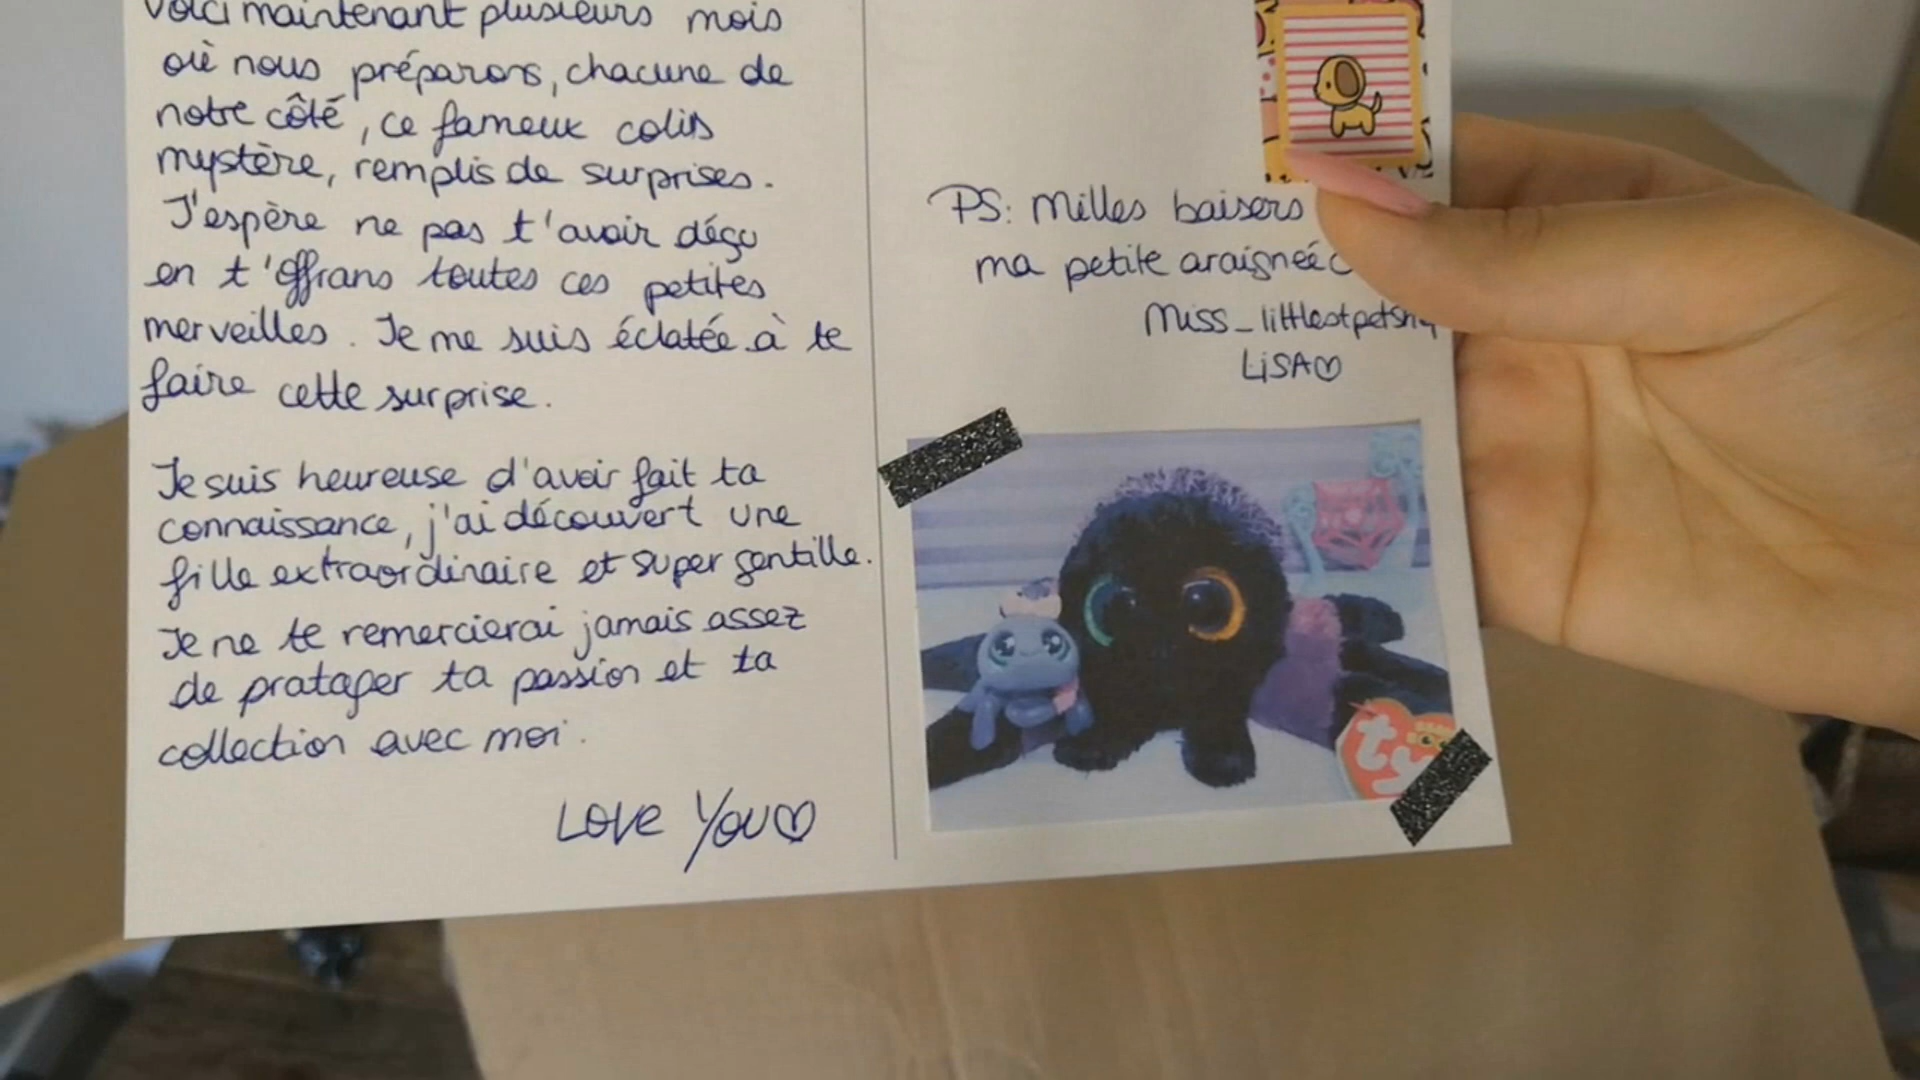 Voici maintenant plusieurs mois
où nous préparons, chacune de
notre côté, ce fameux colis
mystère, remplis de surprises.
J'espère ne pas t'avoir déçu
en t'offrans toutes ces petites
merveilles. Je me suis éclatée à te
faire cette surprise.
Je suis heureuse d'avoir fait ta
connaissance, j'ai découvert une
fille extraordinaire et super gentille.
Je ne te remercierai jamais assez
de pratager ta passion et ta
collection avec moi.
Love You♡
PS: Milles baisers
ma petite araignée
Miss_littlestpetsh
LiSA♡
ty